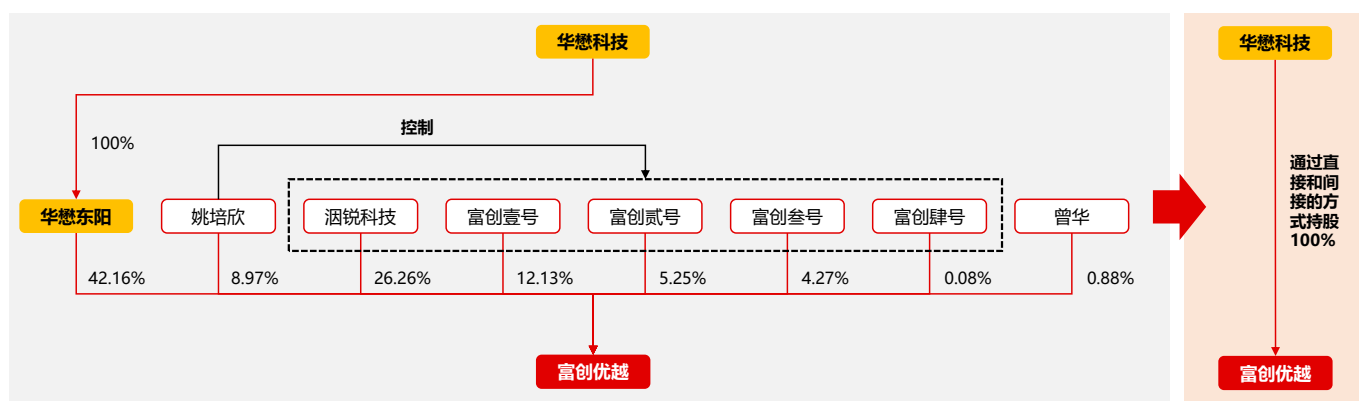 华懋科技
华懋科技
控制
100%
华懋东阳
姚培欣
洇锐科技
富创壹号
富创贰号
富创叁号
富创肆号
曾华
通过直
接和间
接的方
式持股
100%
42.16%
8.97%
26.26%
12.13%
5.25%
4.27%
0.08%
0.88%
富创优越
富创优越